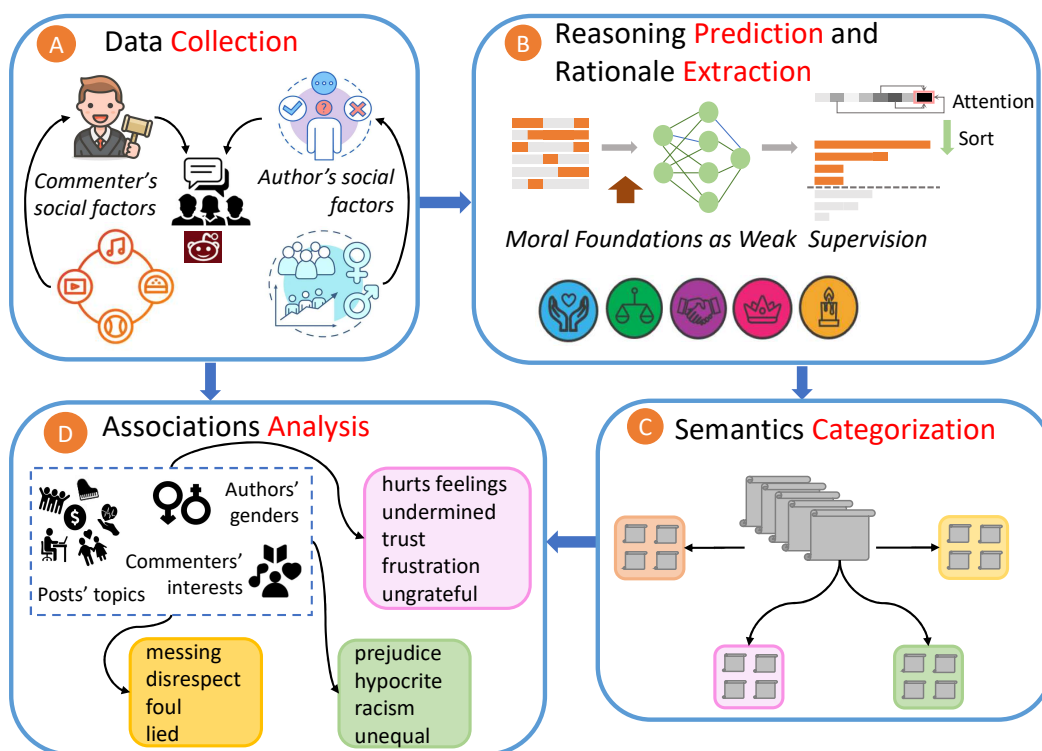 A
Data Collection
Commenter's
social factors
Author's social
factors
?
B
Reasoning Prediction and
Rationale Extraction
Attention
Sort
Moral Foundations as Weak Supervision
D
Associations Analysis
Authors'
genders
Commenters'
interests
Posts' topics
$
hurts feelings
undermined
trust
frustration
ungrateful
messing
disrespect
foul
lied
prejudice
hypocrite
racism
unequal
C
Semantics Categorization